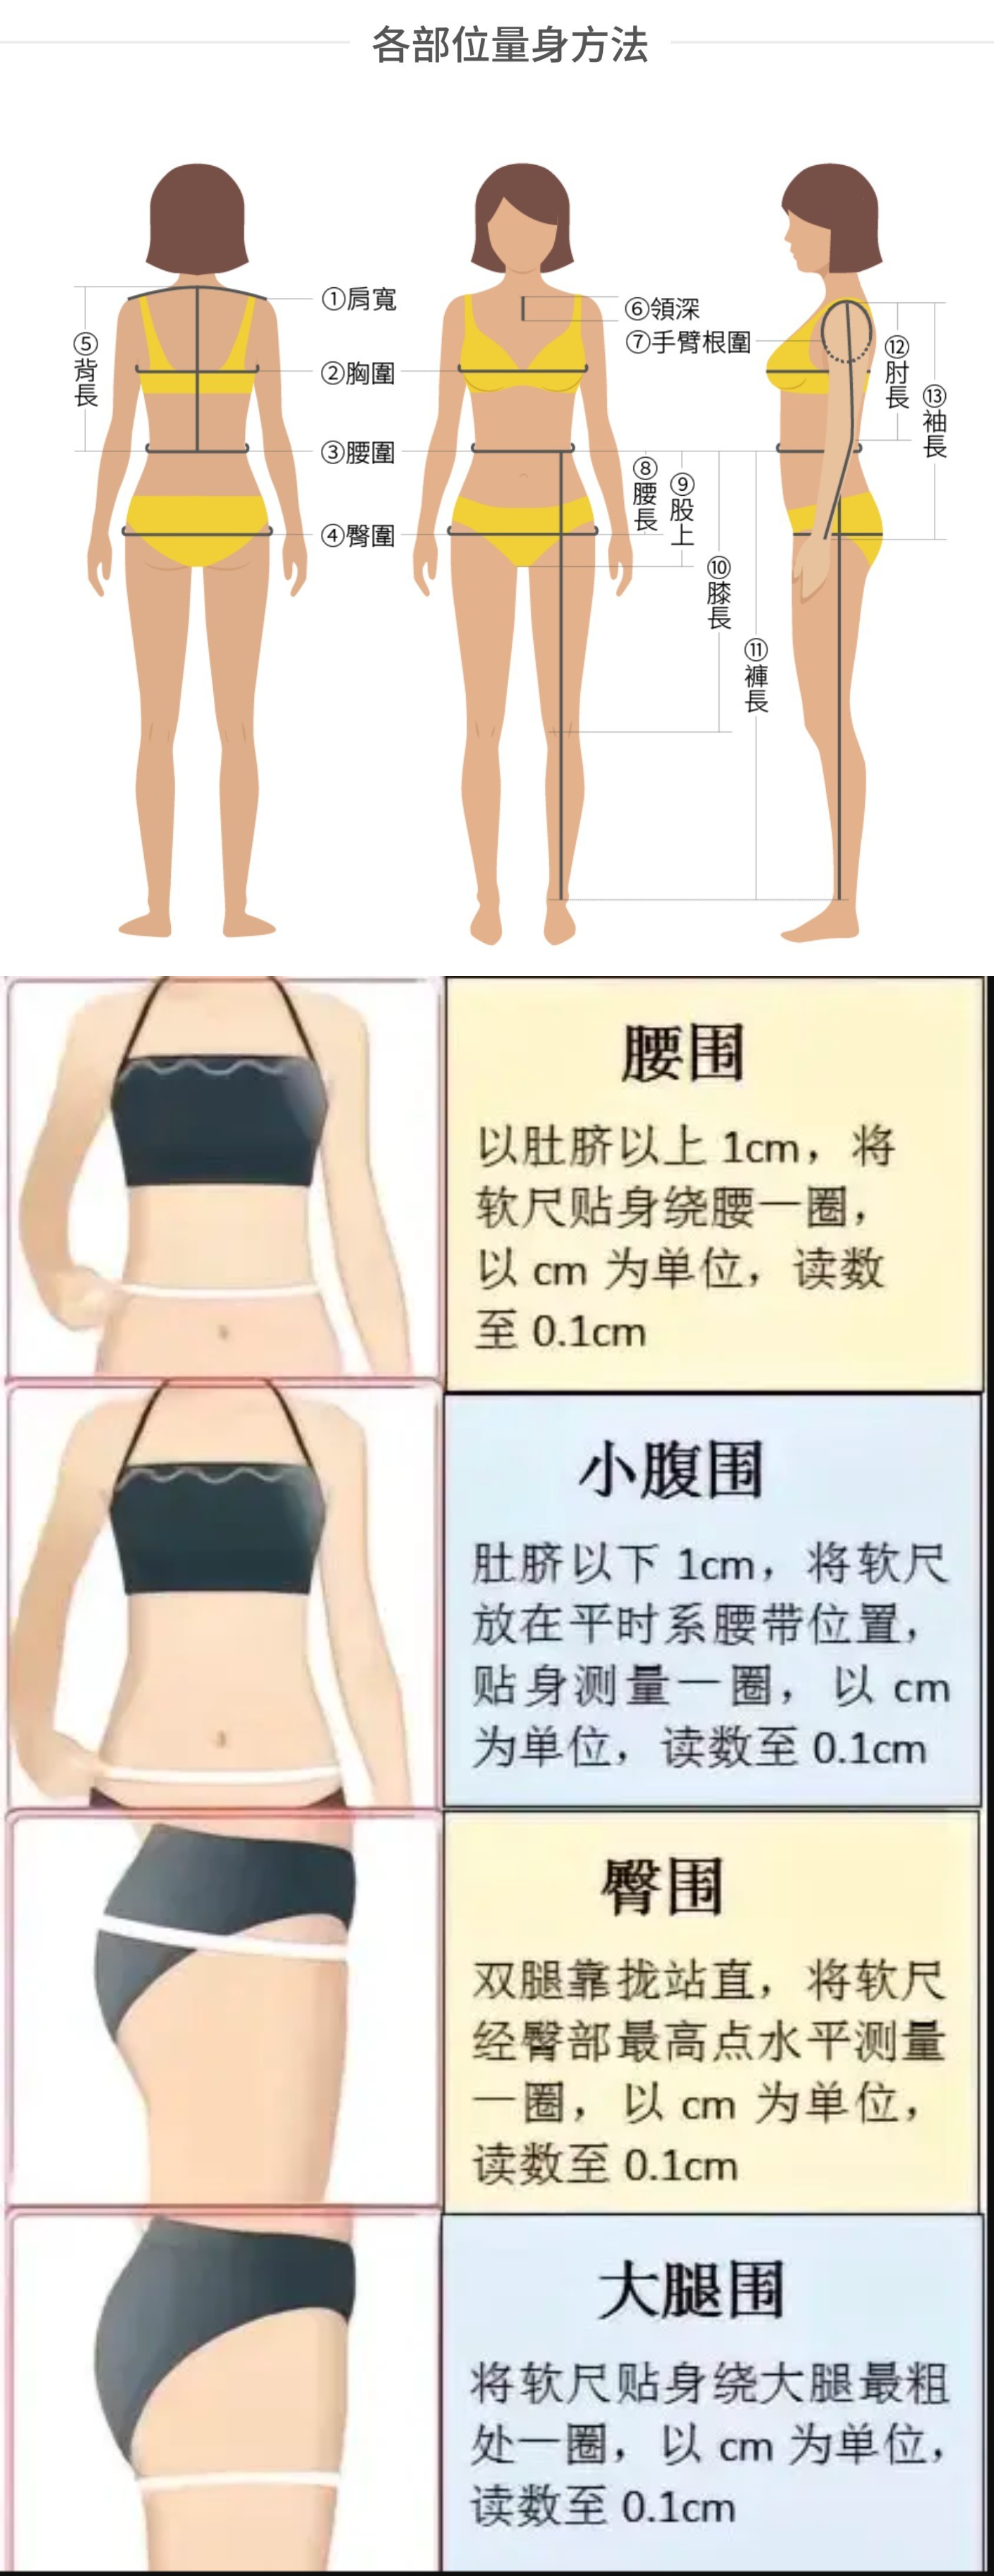 各部位量身方法
①肩寬
②胸圍
③腰圍
④臀圍
⑤背長
⑥領深
⑦手臂根圍
⑧腰長
⑨股上
⑩膝長
⑪褲長
⑫肘長
⑬袖長
腰围
以肚脐以上 1cm，将
软尺贴身绕腰一圈，
以 cm 为单位，读数
至 0.1cm
小腹围
肚脐以下 1cm，将软尺
放在平时系腰带位置，
贴身测量一圈，以 cm
为单位，读数至 0.1cm
臀围
双腿靠拢站直，将软尺
经臀部最高点水平测量
一圈，以 cm 为单位，
读数至 0.1cm
大腿围
将软尺贴身绕大腿最粗
处一圈，以 cm 为单位，
读数至 0.1cm